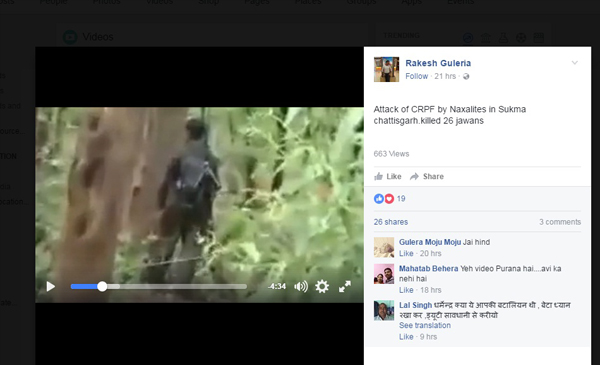 Videos
TRENDING
Rakesh Guleria
Follow · 21 hrs ·
Attack of CRPF by Naxalites in Sukma
chattisgarh.killed 26 jawans
663 Views
Like Share
19
26 shares 3 comments
Gulera Moju Moju Jai hind
Like · 20 hrs
Mahatab Behera Yeh video Purana hai....avi ka
nehi hai
Like · 18 hrs
Lal Singh धर्मेन्द्र क्या ये आपकी बटालियन थी , बेटा ध्यान
रखा कर ,ड्यूटी सावधानी से करीयो
See translation
Like · 9 hrs
-4:34